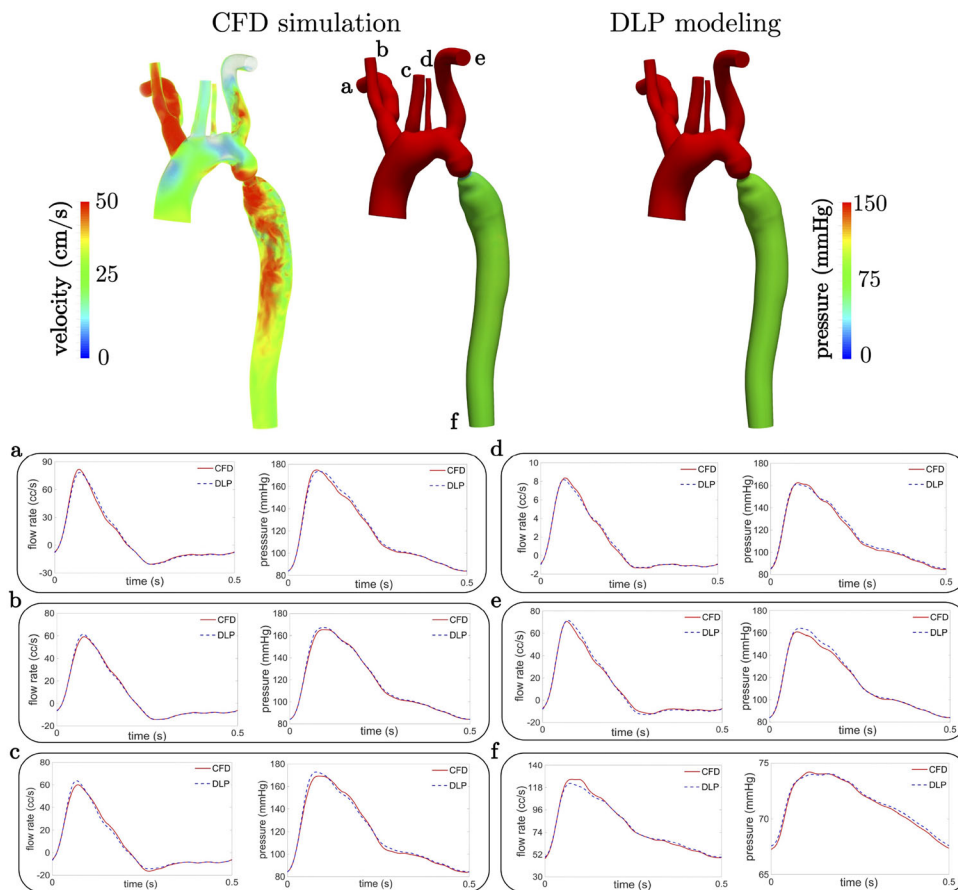 CFD simulation
DLP modeling
a
b
c
d
e
f
velocity (cm/s)
50
25
0
pressure (mmHg)
150
75
0
a
flow rate (cc/s)
90
60
30
0
-30
0
time (s)
0.5
CFD
DLP
presssure (mmHg)
180
160
140
120
100
80
0
time (s)
0.5
CFD
DLP
b
flow rate (cc/s)
80
60
40
20
0
-20
0
time (s)
0.5
CFD
DLP
pressure (mmHg)
180
160
140
120
100
80
0
time (s)
0.5
CFD
DLP
c
flow rate (cc/s)
80
60
40
20
0
-20
0
time (s)
0.5
CFD
DLP
pressure (mmHg)
180
160
140
120
100
80
0
time (s)
0.5
CFD
DLP
d
flow rate (cc/s)
10
8
6
4
2
0
-2
0
time (s)
0.5
CFD
DLP
pressure (mmHg)
180
160
140
120
100
80
0
time (s)
0.5
CFD
DLP
e
flow rate (cc/s)
80
60
40
20
0
-20
0
time (s)
0.5
CFD
DLP
pressure (mmHg)
180
160
140
120
100
80
0
time (s)
0.5
CFD
DLP
f
flow rate (cc/s)
140
118
96
74
52
30
0
time (s)
0.5
CFD
DLP
pressure (mmHg)
75
70
65
0
time (s)
0.5
CFD
DLP